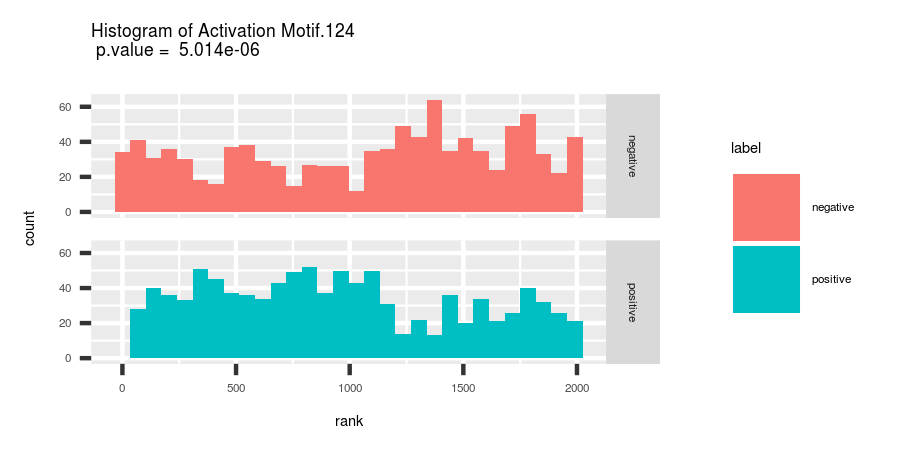 Histogram of Activation Motif.124
p.value = 5.014e-06
count
60
40
20
0
negative
60
40
20
0
positive
0 500 1000 1500 2000
rank
label
negative
positive